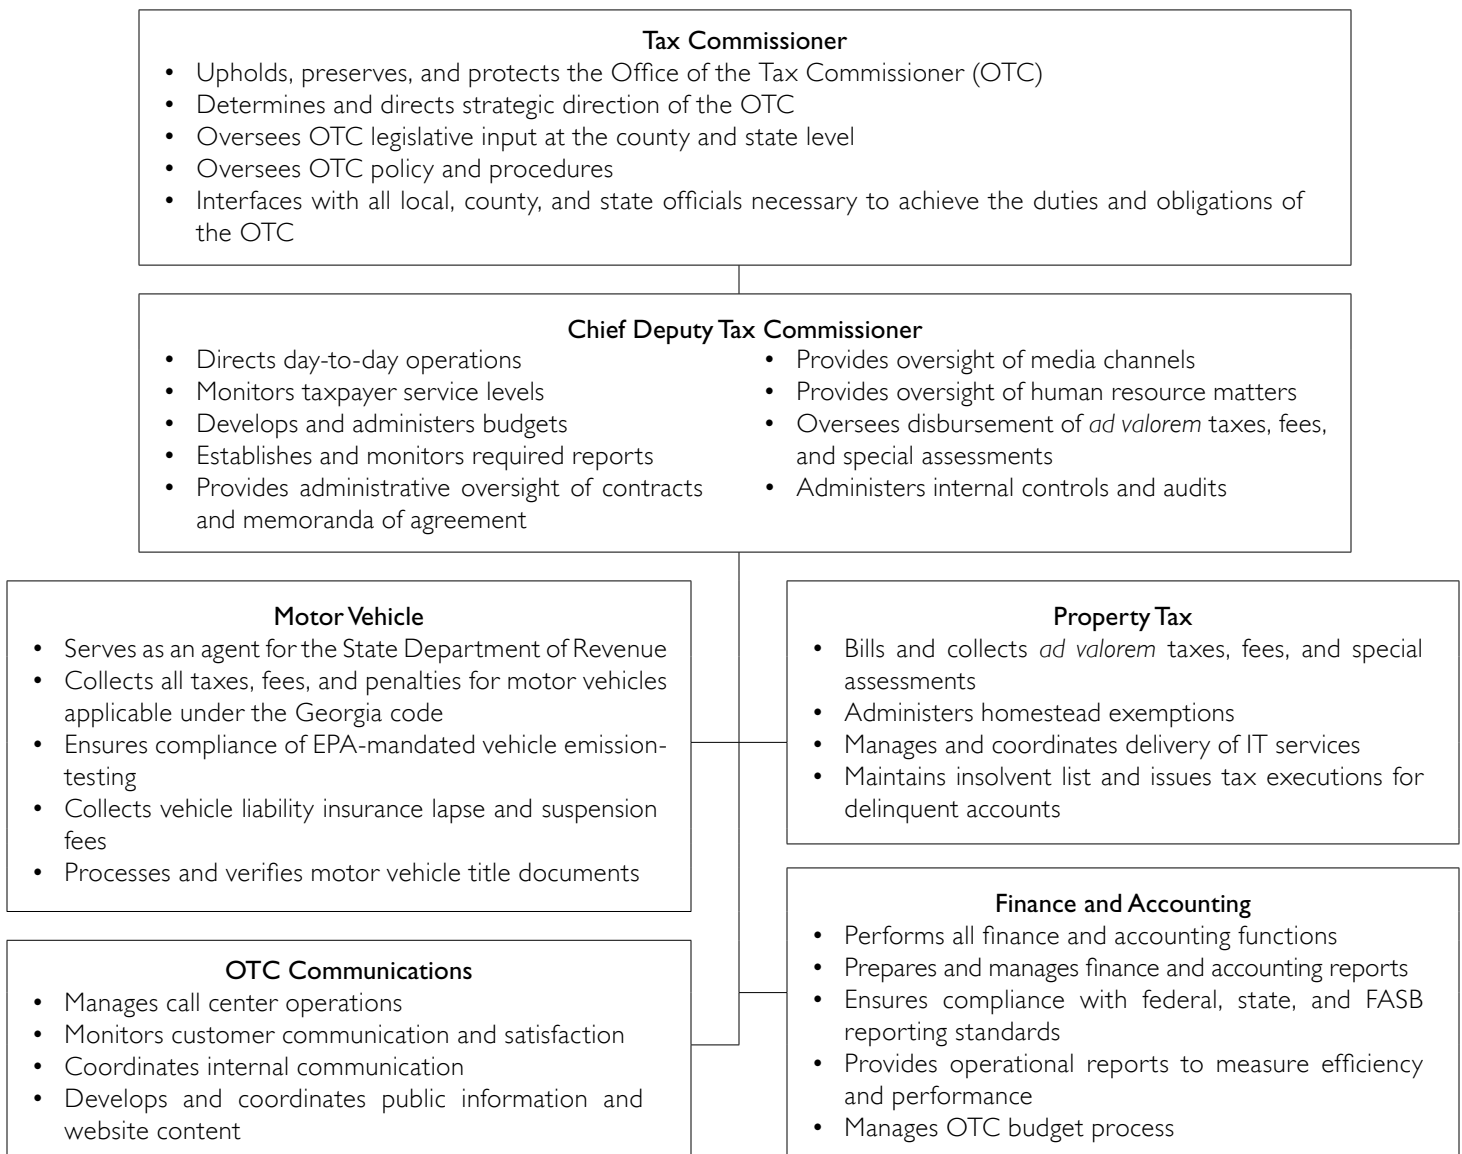 Tax Commissioner
• Upholds, preserves, and protects the Office of the Tax Commissioner (OTC)
• Determines and directs strategic direction of the OTC
• Oversees OTC legislative input at the county and state level
• Oversees OTC policy and procedures
• Interfaces with all local, county, and state officials necessary to achieve the duties and obligations of
the OTC
Chief Deputy Tax Commissioner
• Directs day-to-day operations
• Monitors taxpayer service levels
• Develops and administers budgets
• Establishes and monitors required reports
• Provides administrative oversight of contracts
and memoranda of agreement
• Provides oversight of media channels
• Provides oversight of human resource matters
• Oversees disbursement of ad valorem taxes, fees,
and special assessments
• Administers internal controls and audits
Motor Vehicle
• Serves as an agent for the State Department of Revenue
• Collects all taxes, fees, and penalties for motor vehicles
applicable under the Georgia code
• Ensures compliance of EPA-mandated vehicle emission-
testing
• Collects vehicle liability insurance lapse and suspension
fees
• Processes and verifies motor vehicle title documents
Property Tax
• Bills and collects ad valorem taxes, fees, and special
assessments
• Administers homestead exemptions
• Manages and coordinates delivery of IT services
• Maintains insolvent list and issues tax executions for
delinquent accounts
OTC Communications
• Manages call center operations
• Monitors customer communication and satisfaction
• Coordinates internal communication
• Develops and coordinates public information and
website content
Finance and Accounting
• Performs all finance and accounting functions
• Prepares and manages finance and accounting reports
• Ensures compliance with federal, state, and FASB
reporting standards
• Provides operational reports to measure efficiency
and performance
• Manages OTC budget process